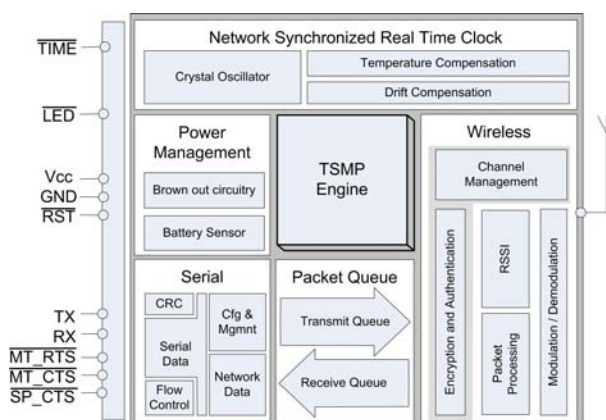 TIME
LED
Vcc
GND
RST
TX
RX
MT_RTS
MT_CTS
SP_CTS
Network Synchronized Real Time Clock
Crystal Oscillator
Temperature Compensation
Drift Compensation
Power
Management
Brown out circuitry
Battery Sensor
TSMP
Engine
Wireless
Channel
Management
Encryption and Authentication
RSSI
Packet
Processing
Modulation / Demodulation
Serial
CRC
Serial
Data
Flow
Control
Cfg &
Mgmnt
Network
Data
Packet Queue
Transmit Queue
Receive Queue